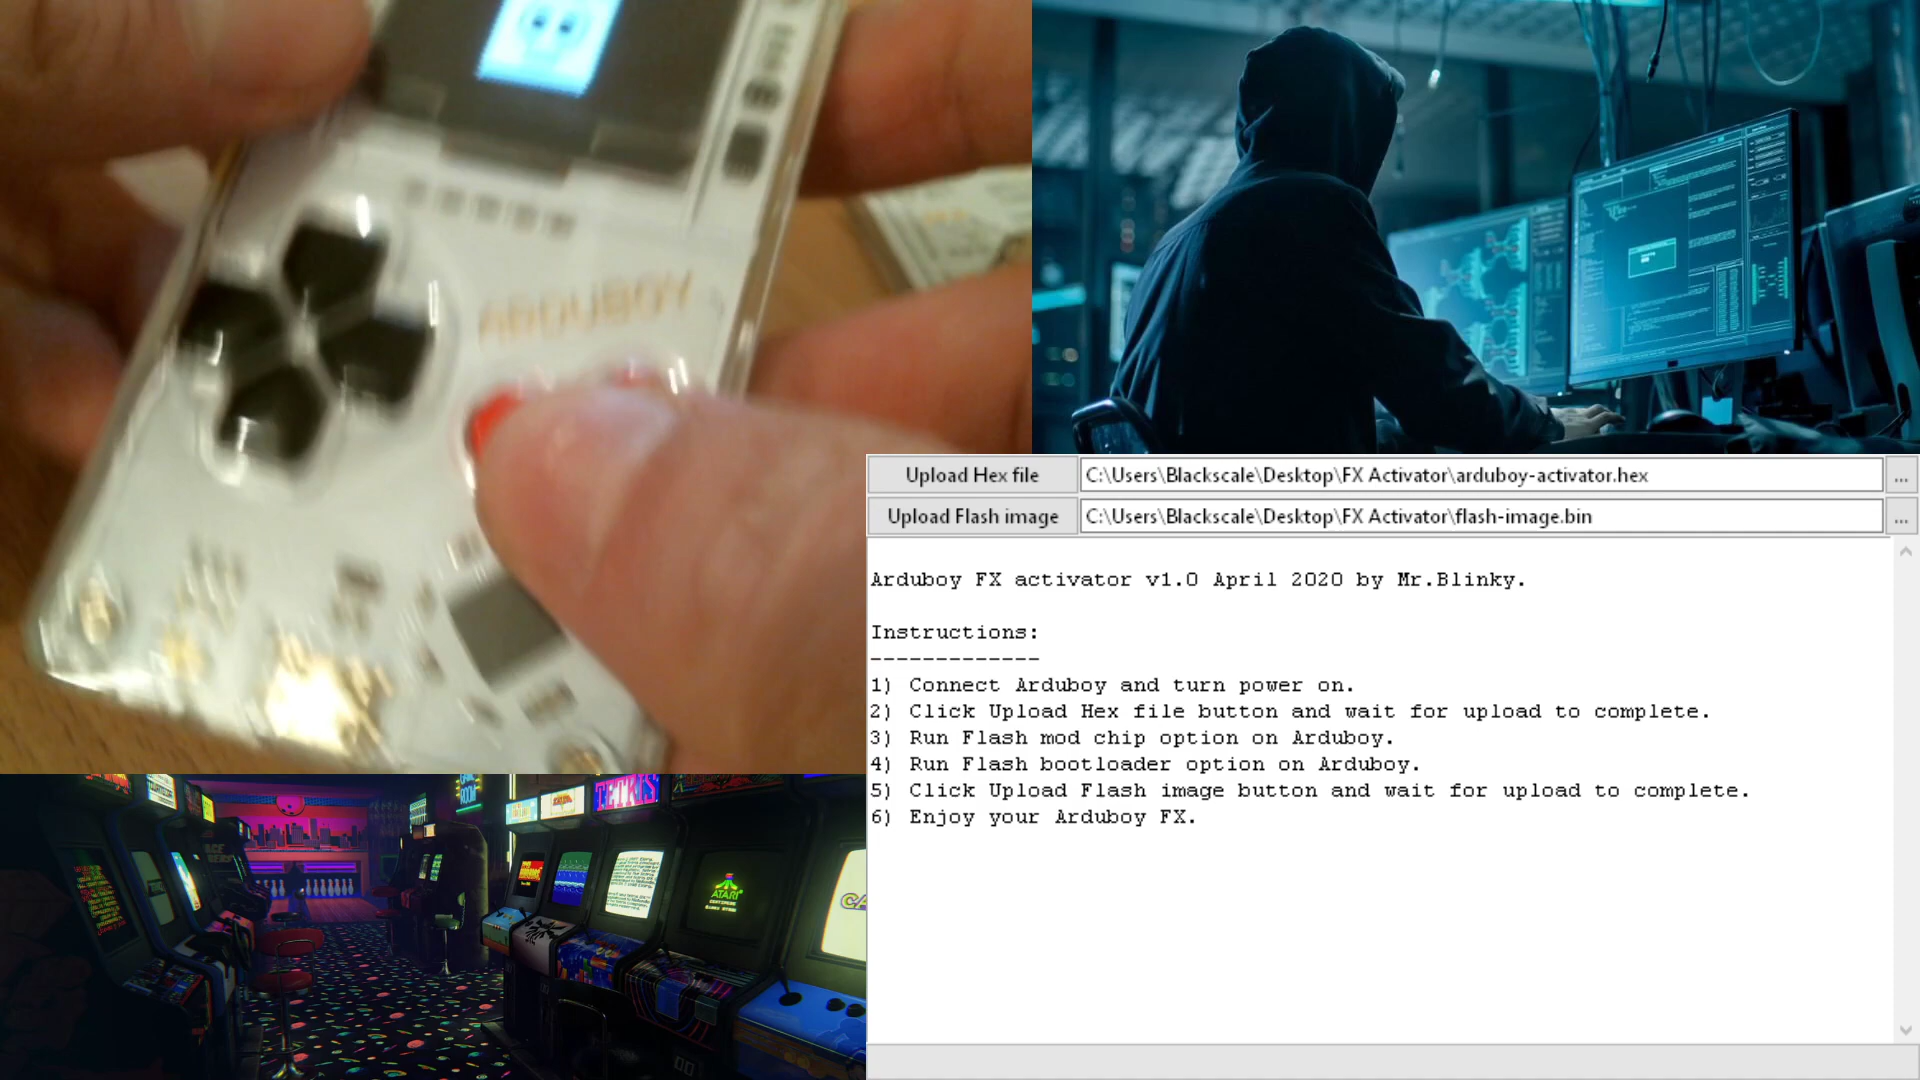 ARDUBOY
Upload Hex file
C:\Users\Blackscale\Desktop\FX Activator\arduboy-activator.hex
...
Upload Flash image
C:\Users\Blackscale\Desktop\FX Activator\flash-image.bin
...
Arduboy FX activator v1.0 April 2020 by Mr.Blinky.
Instructions:
-------------
1) Connect Arduboy and turn power on.
2) Click Upload Hex file button and wait for upload to complete.
3) Run Flash mod chip option on Arduboy.
4) Run Flash bootloader option on Arduboy.
5) Click Upload Flash image button and wait for upload to complete.
6) Enjoy your Arduboy FX.
TETRIS
ATARI